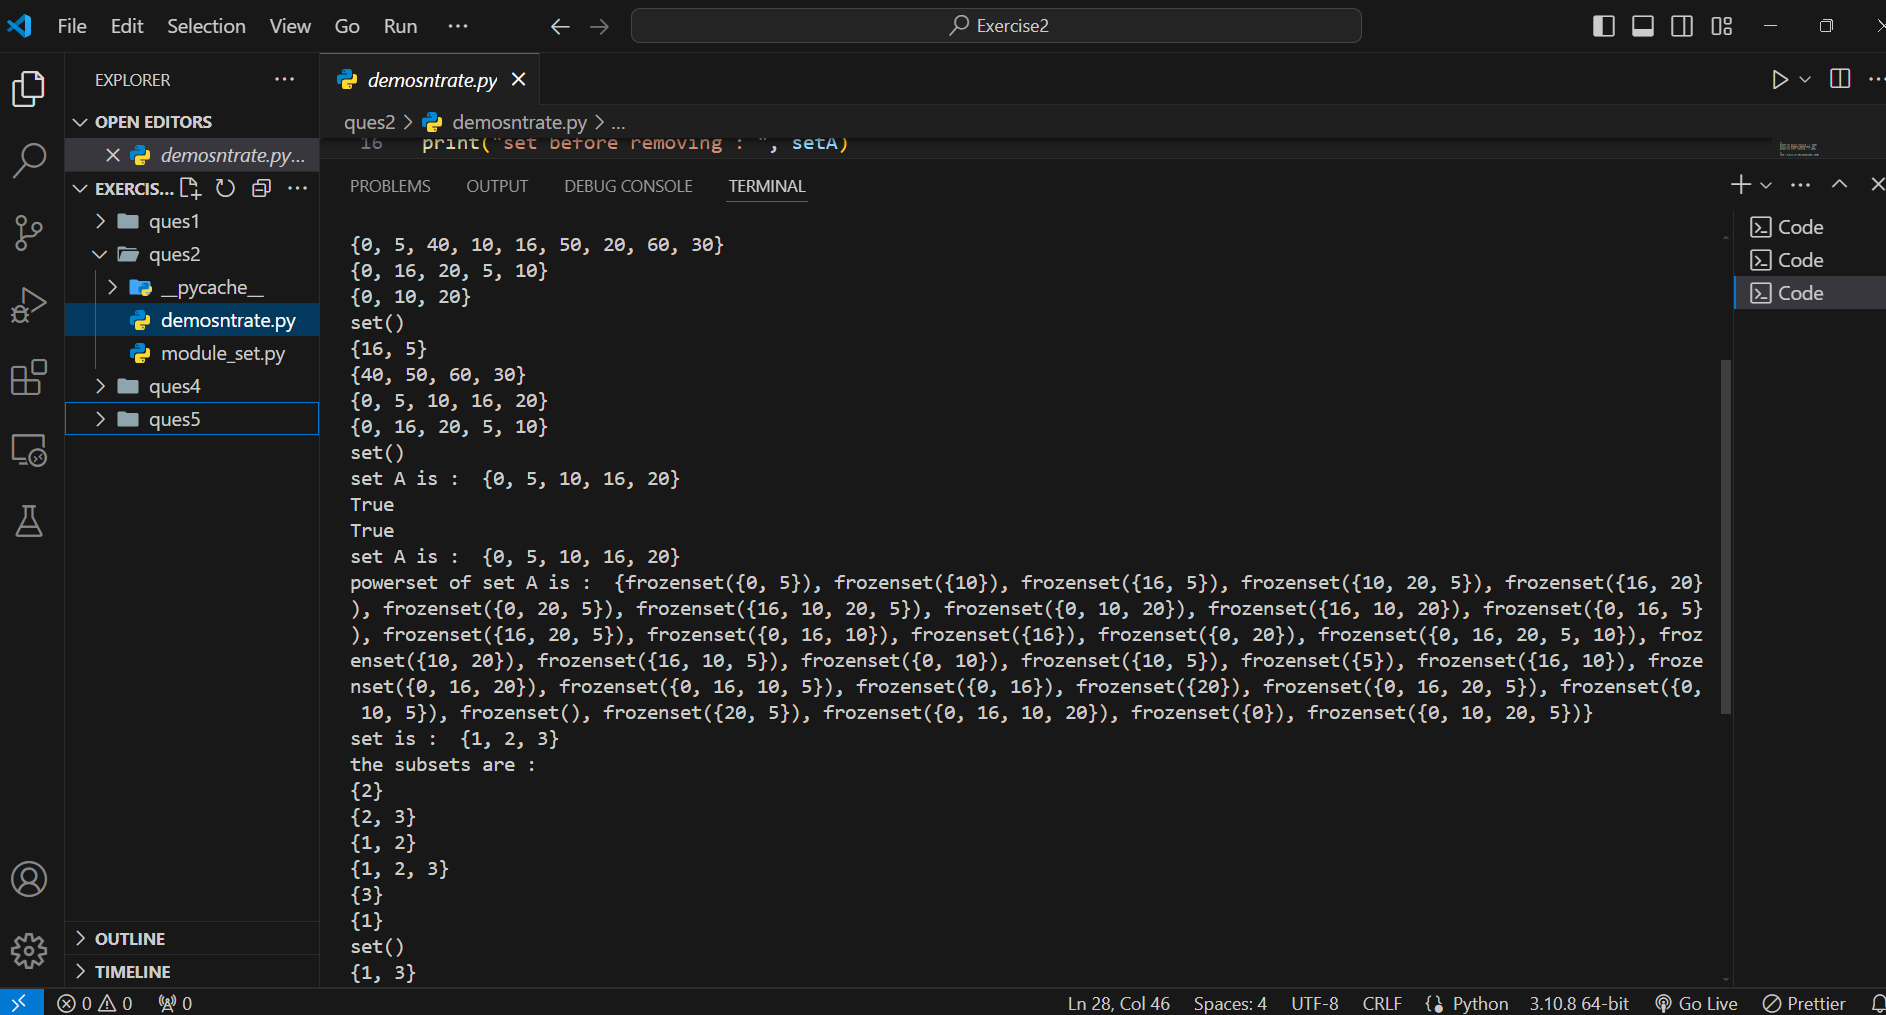 File Edit Selection View Go Run ··· Exercise2
EXPLORER ···
OPEN EDITORS
demosntrate.py...
EXERCIS... ···
ques1
ques2
__pycache__
demosntrate.py
module_set.py
ques4
ques5
OUTLINE
TIMELINE
demosntrate.py
ques2 > demosntrate.py > ...
16 print("set before removing : ", setA)
PROBLEMS OUTPUT DEBUG CONSOLE TERMINAL
{0, 5, 40, 10, 16, 50, 20, 60, 30}
{0, 16, 20, 5, 10}
{0, 10, 20}
set()
{16, 5}
{40, 50, 60, 30}
{0, 5, 10, 16, 20}
{0, 16, 20, 5, 10}
set()
set A is :  {0, 5, 10, 16, 20}
True
True
set A is :  {0, 5, 10, 16, 20}
powerset of set A is :  {frozenset({0, 5}), frozenset({10}), frozenset({16, 5}), frozenset({10, 20, 5}), frozenset({16, 20}
), frozenset({0, 20, 5}), frozenset({16, 10, 20, 5}), frozenset({0, 10, 20}), frozenset({16, 10, 20}), frozenset({0, 16, 5}
), frozenset({16, 20, 5}), frozenset({0, 16, 10}), frozenset({16}), frozenset({0, 20}), frozenset({0, 16, 20, 5, 10}), froz
enset({10, 20}), frozenset({16, 10, 5}), frozenset({0, 10}), frozenset({10, 5}), frozenset({5}), frozenset({16, 10}), froze
nset({0, 16, 20}), frozenset({0, 16, 10, 5}), frozenset({0, 16}), frozenset({20}), frozenset({0, 16, 20, 5}), frozenset({0,
 10, 5}), frozenset(), frozenset({20, 5}), frozenset({0, 16, 10, 20}), frozenset({0}), frozenset({0, 10, 20, 5})}
set is :  {1, 2, 3}
the subsets are :
{2}
{2, 3}
{1, 2}
{1, 2, 3}
{3}
{1}
set()
{1, 3}
Code
Code
Code
0 0 0 Ln 28, Col 46 Spaces: 4 UTF-8 CRLF Python 3.10.8 64-bit Go Live Prettier